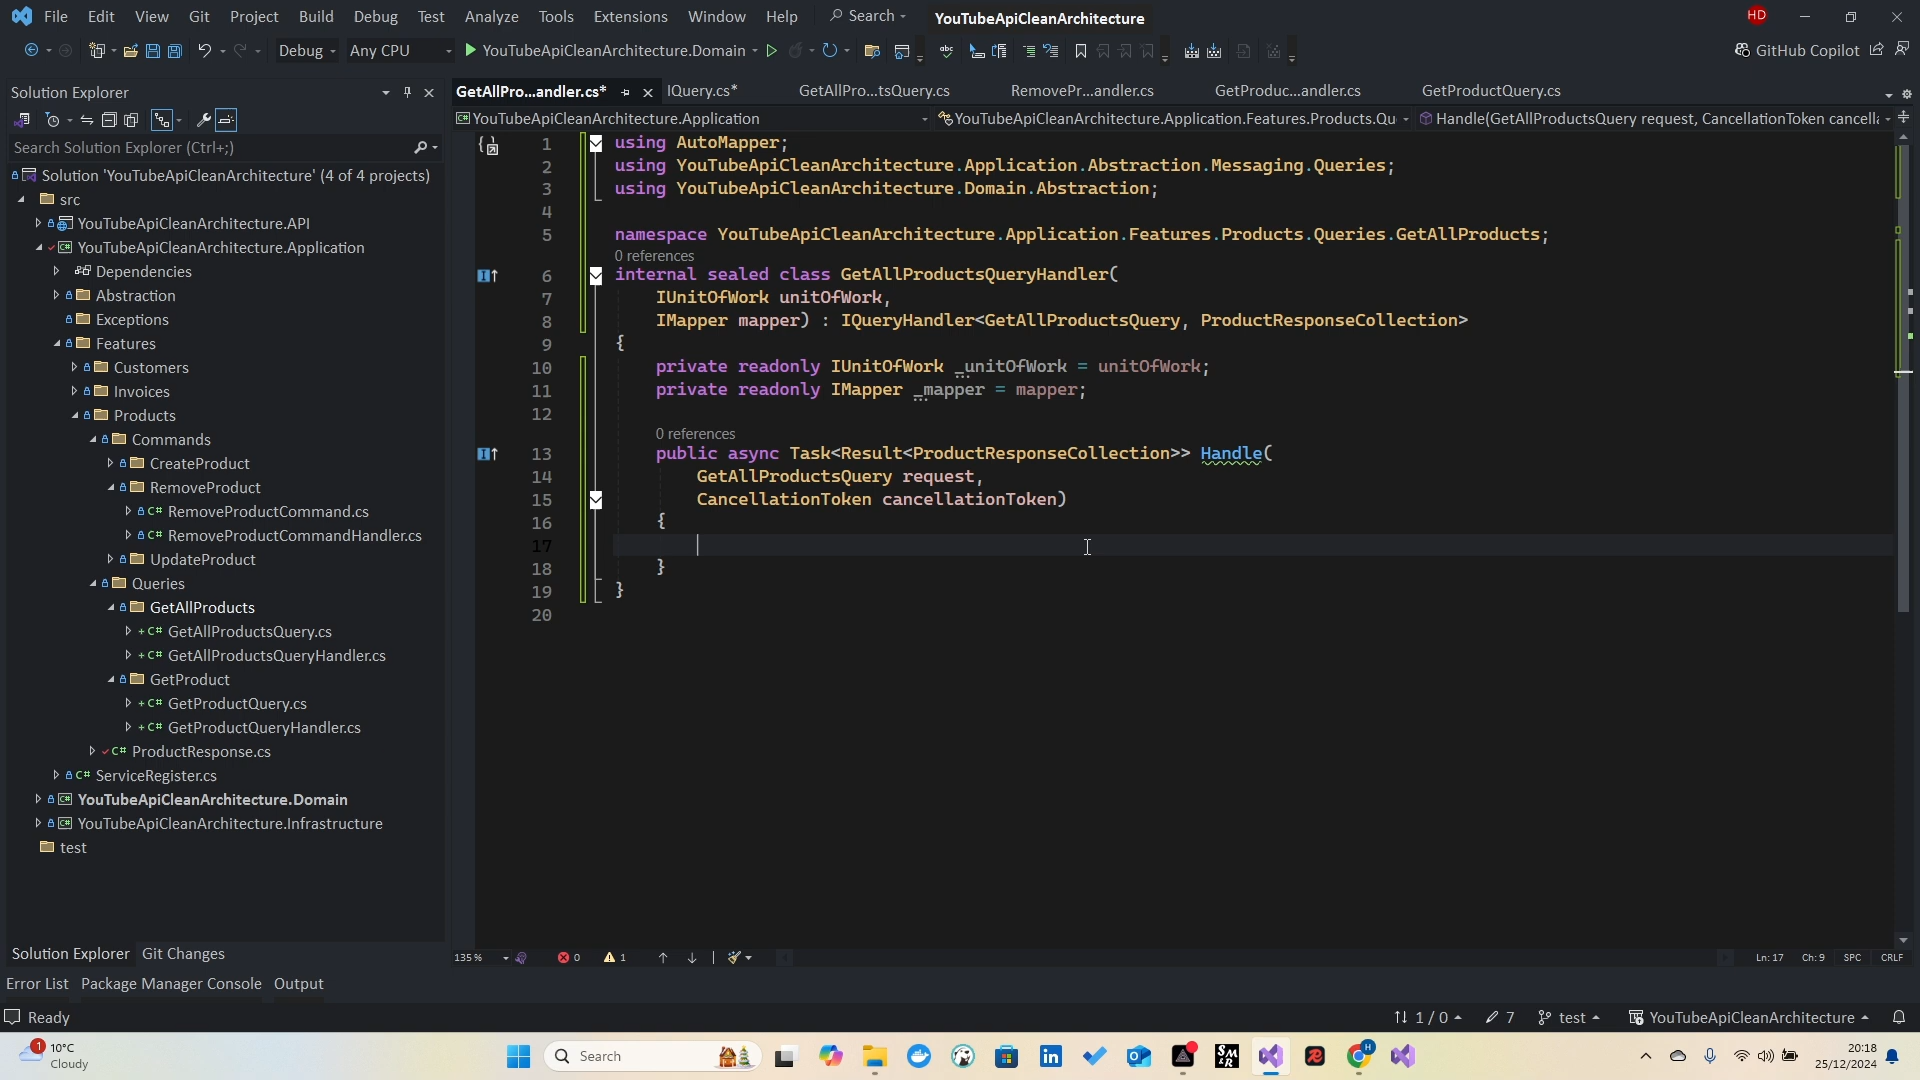 File Edit View Git Project Build Debug Test Analyze Tools Extensions Window Help Search YouTubeApiCleanArchitecture HD
Debug Any CPU YouTubeApiCleanArchitecture.Domain GitHub Copilot
Solution Explorer
Search Solution Explorer (Ctrl+;)
Solution 'YouTubeApiCleanArchitecture' (4 of 4 projects)
src
YouTubeApiCleanArchitecture.API
YouTubeApiCleanArchitecture.Application
Dependencies
Abstraction
Exceptions
Features
Customers
Invoices
Products
Commands
CreateProduct
RemoveProduct
RemoveProductCommand.cs
RemoveProductCommandHandler.cs
UpdateProduct
Queries
GetAllProducts
GetAllProductsQuery.cs
GetAllProductsQueryHandler.cs
GetProduct
GetProductQuery.cs
GetProductQueryHandler.cs
ProductResponse.cs
ServiceRegister.cs
YouTubeApiCleanArchitecture.Domain
YouTubeApiCleanArchitecture.Infrastructure
test
Solution Explorer Git Changes
GetAllPro...andler.cs* IQuery.cs* GetAllPro...tsQuery.cs RemovePr...andler.cs GetProduc...andler.cs GetProductQuery.cs
YouTubeApiCleanArchitecture.Application YouTubeApiCleanArchitecture.Application.Features.Products.Qu Handle(GetAllProductsQuery request, CancellationToken cancell
1 using AutoMapper;
2 using YouTubeApiCleanArchitecture.Application.Abstraction.Messaging.Queries;
3 using YouTubeApiCleanArchitecture.Domain.Abstraction;
4
5 namespace YouTubeApiCleanArchitecture.Application.Features.Products.Queries.GetAllProducts;
0 references
6 internal sealed class GetAllProductsQueryHandler(
7 IUnitOfWork unitOfWork,
8 IMapper mapper) : IQueryHandler<GetAllProductsQuery, ProductResponseCollection>
9 {
10 private readonly IUnitOfWork _unitOfWork = unitOfWork;
11 private readonly IMapper _mapper = mapper;
12
0 references
13 public async Task<Result<ProductResponseCollection>> Handle(
14 GetAllProductsQuery request,
15 CancellationToken cancellationToken)
16 {
17
18 }
19 }
20
135 % 0 1 Ln: 17 Ch: 9 SPC CRLF
Error List Package Manager Console Output
Ready 1 / 0 7 test YouTubeApiCleanArchitecture
1 10°C
Cloudy
Search
20:18
25/12/2024